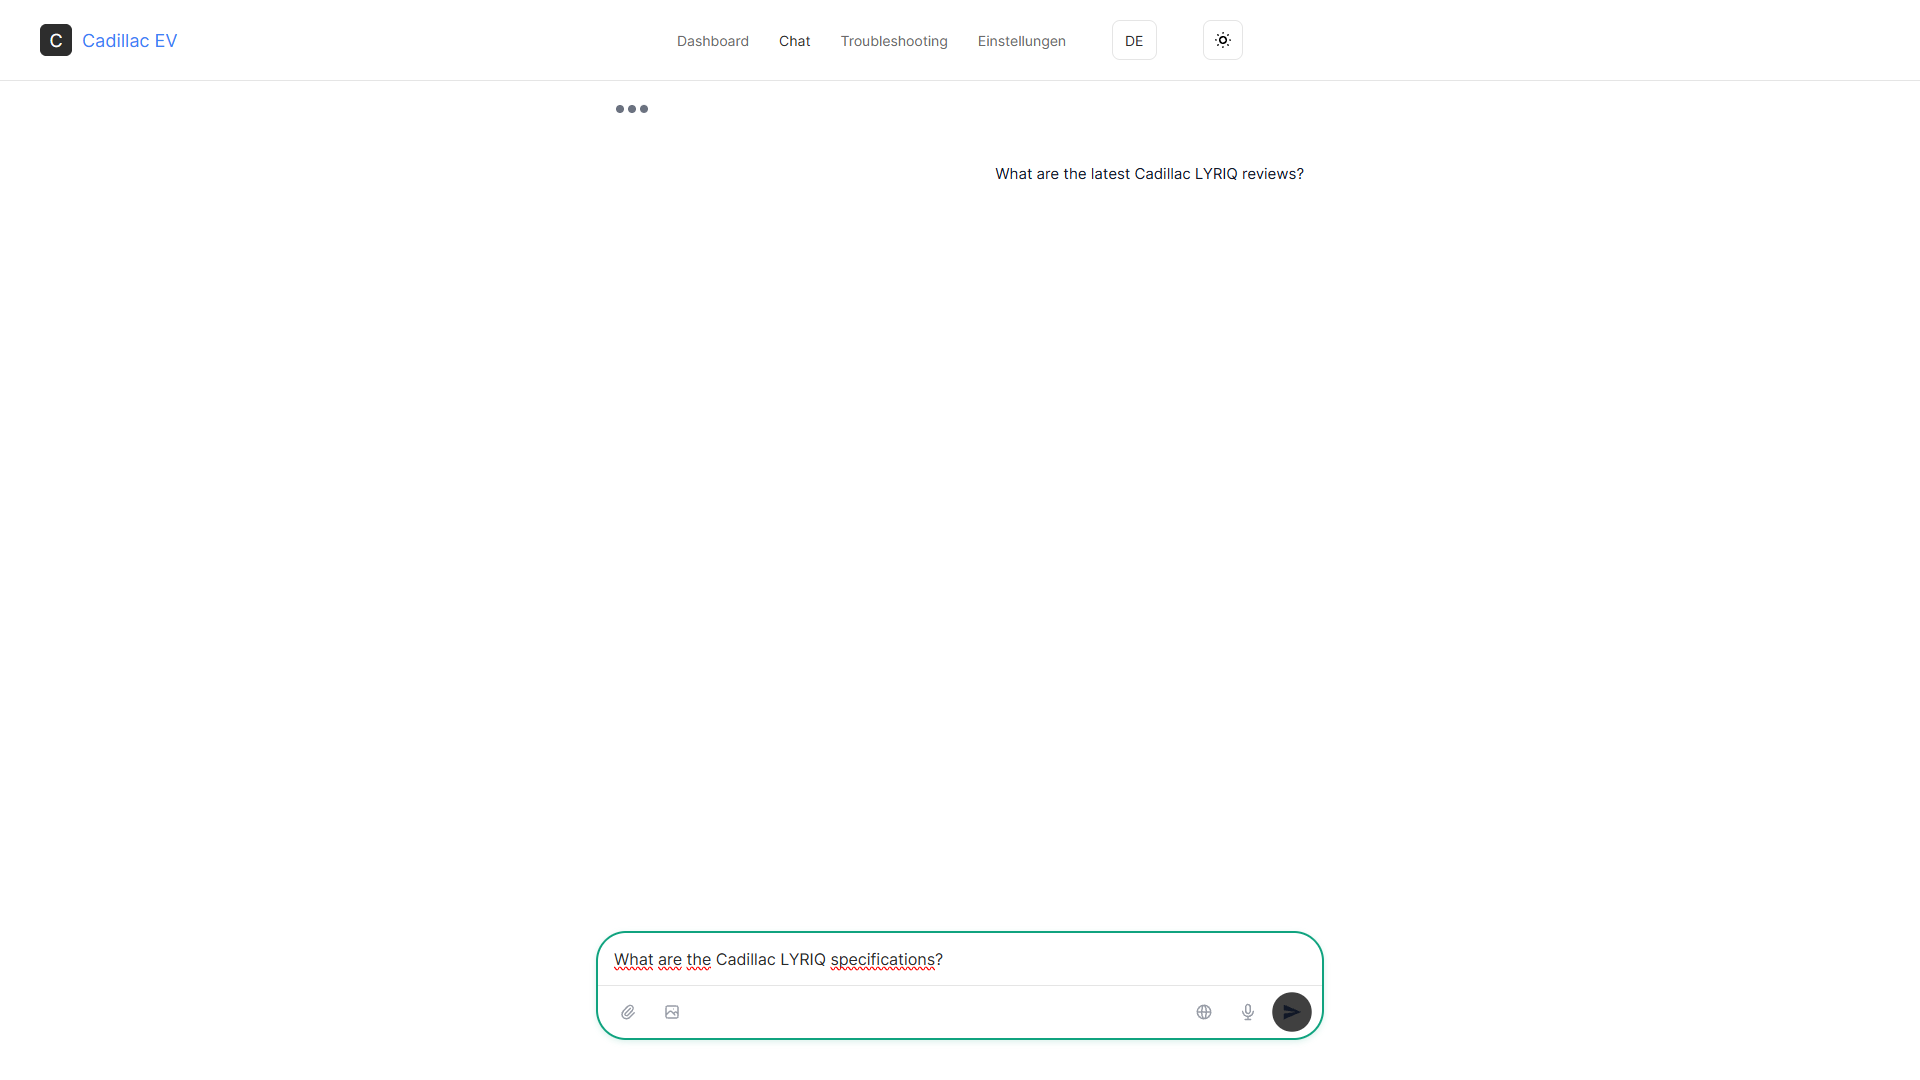 C Cadillac EV
Dashboard Chat Troubleshooting Einstellungen DE
What are the latest Cadillac LYRIQ reviews?
What are the Cadillac LYRIQ specifications?